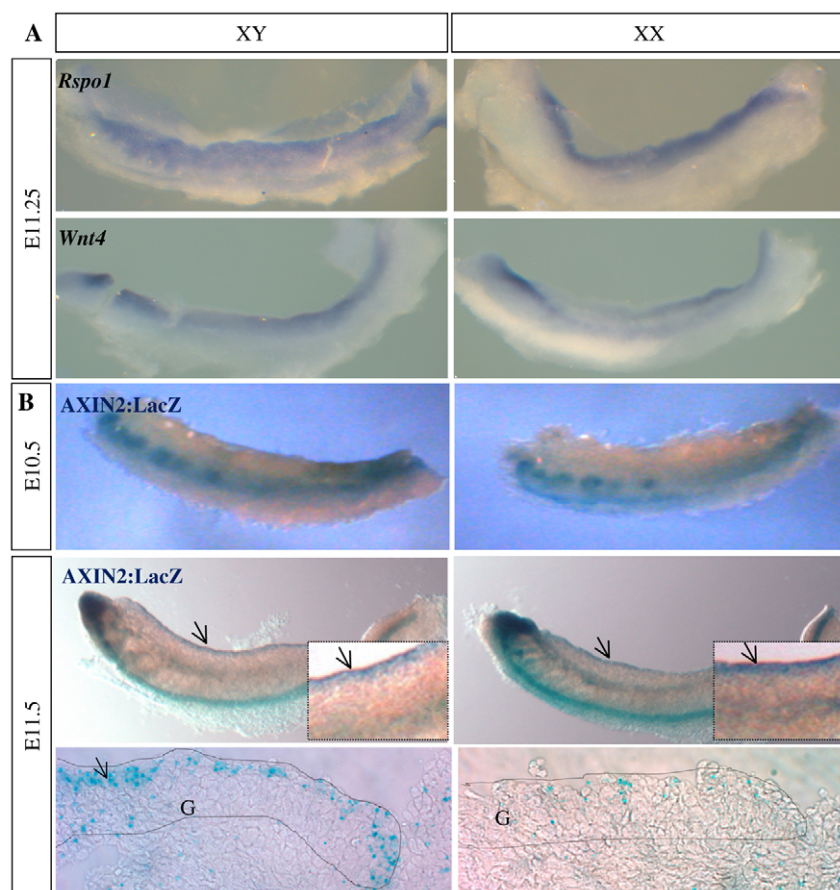 A
XY
XX
E11.25
Rspo1
Wnt4
B
E10.5
AXIN2:LacZ
E11.5
AXIN2:LacZ
G
G